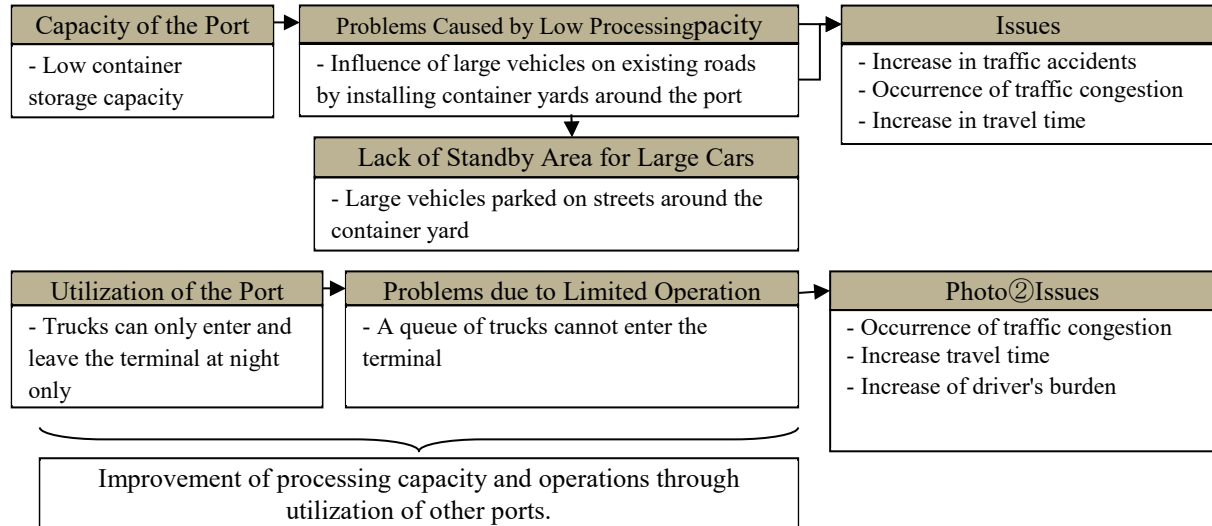 Capacity of the Port
- Low container
storage capacity
Problems Caused by Low Processingpacity
- Influence of large vehicles on existing roads
by installing container yards around the port
Issues
- Increase in traffic accidents
- Occurrence of traffic congestion
- Increase in travel time
Lack of Standby Area for Large Cars
- Large vehicles parked on streets around the
container yard
Utilization of the Port
- Trucks can only enter and
leave the terminal at night
only
Problems due to Limited Operation
- A queue of trucks cannot enter the
terminal
Photo②Issues
- Occurrence of traffic congestion
- Increase travel time
- Increase of driver's burden
Improvement of processing capacity and operations through
utilization of other ports.